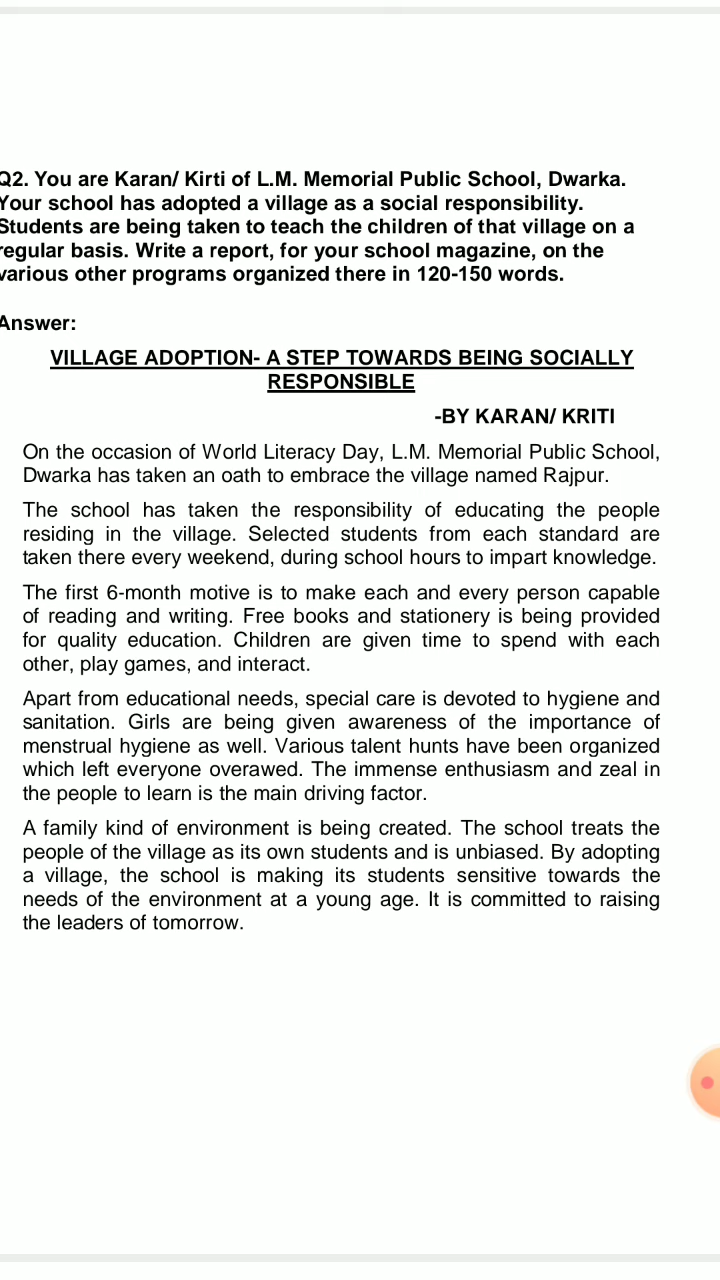 Q2. You are Karan/ Kirti of L.M. Memorial Public School, Dwarka.
Your school has adopted a village as a social responsibility.
Students are being taken to teach the children of that village on a
regular basis. Write a report, for your school magazine, on the
various other programs organized there in 120-150 words.
Answer:
VILLAGE ADOPTION- A STEP TOWARDS BEING SOCIALLY
RESPONSIBLE
-BY KARAN/ KRITI
On the occasion of World Literacy Day, L.M. Memorial Public School,
Dwarka has taken an oath to embrace the village named Rajpur.
The school has taken the responsibility of educating the people
residing in the village. Selected students from each standard are
taken there every weekend, during school hours to impart knowledge.
The first 6-month motive is to make each and every person capable
of reading and writing. Free books and stationery is being provided
for quality education. Children are given time to spend with each
other, play games, and interact.
Apart from educational needs, special care is devoted to hygiene and
sanitation. Girls are being given awareness of the importance of
menstrual hygiene as well. Various talent hunts have been organized
which left everyone overawed. The immense enthusiasm and zeal in
the people to learn is the main driving factor.
A family kind of environment is being created. The school treats the
people of the village as its own students and is unbiased. By adopting
a village, the school is making its students sensitive towards the
needs of the environment at a young age. It is committed to raising
the leaders of tomorrow.